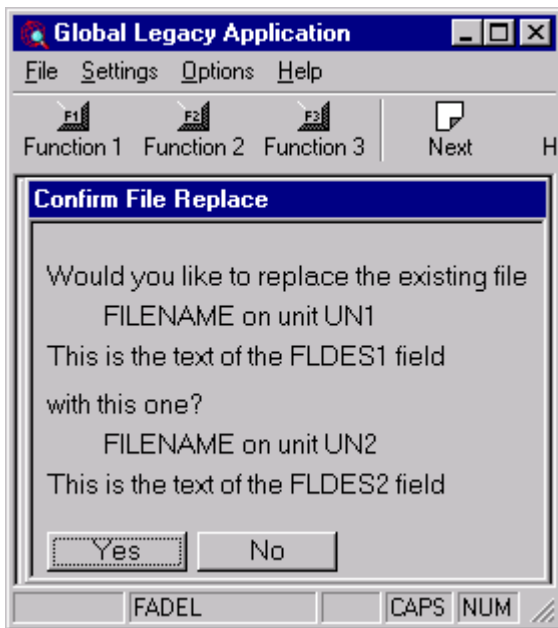 Global Legacy Application
File Settings Options Help
F1 F2 F3
Function 1 Function 2 Function 3 Next H
Confirm File Replace
Would you like to replace the existing file
FILENAME on unit UN1
This is the text of the FLDES1 field
with this one?
FILENAME on unit UN2
This is the text of the FLDES2 field
Yes No
FADEL CAPS NUM